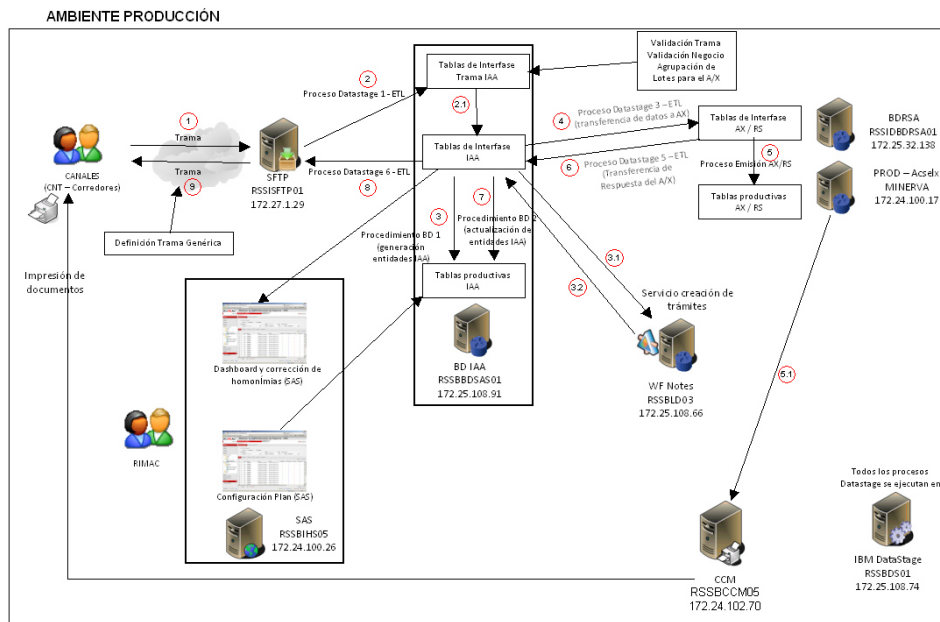 AMBIENTE PRODUCCIÓN
Validación Trama
Validación Negocio
Agrupación de
Lotes para el A/X
Tablas de Interfase
Trama IAA
2
Proceso Datastage 1 - ETL
2.1
1
Trama
4
Proceso Datastage 3 – ETL
(transferencia de datos a AX)
Tablas de Interfase
AX / RS
BDRSA
RSSIDBDRSA01
172.25.32.138
Tablas de Interfase
IAA
SFTP
RSSISFTP01
172.27.1.29
6
Proceso Datastage 5 – ETL
(Transferencia de
Respuesta del A/X)
5
Proceso Emisión AX/RS
CANALES
(CNT – Corredores)
Trama
9
Proceso Datastage 6 - ETL
8
PROD – Acselx
MINERVA
172.24.100.17
Tablas productivas
AX / RS
7
3
Procedimiento BD 1
(generación
entidades IAA)
Procedimiento BD 2
(actualización de
entidades IAA)
Definición Trama Genérica
3.1
3.2
Impresión de
documentos
Tablas productivas
IAA
Servicio creación de
trámites
Dashboard y corrección de
homonímias (SAS)
BD IAA
RSSBBDSAS01
172.25.108.91
WF Notes
RSSBLD03
172.25.108.66
5.1
RIMAC
Configuración Plan (SAS)
SAS
RSSBIHS05
172.24.100.26
Todos los procesos
Datastage se ejecutan en
IBM DataStage
RSSBDS01
172.25.108.74
CCM
RSSBCCM05
172.24.102.70